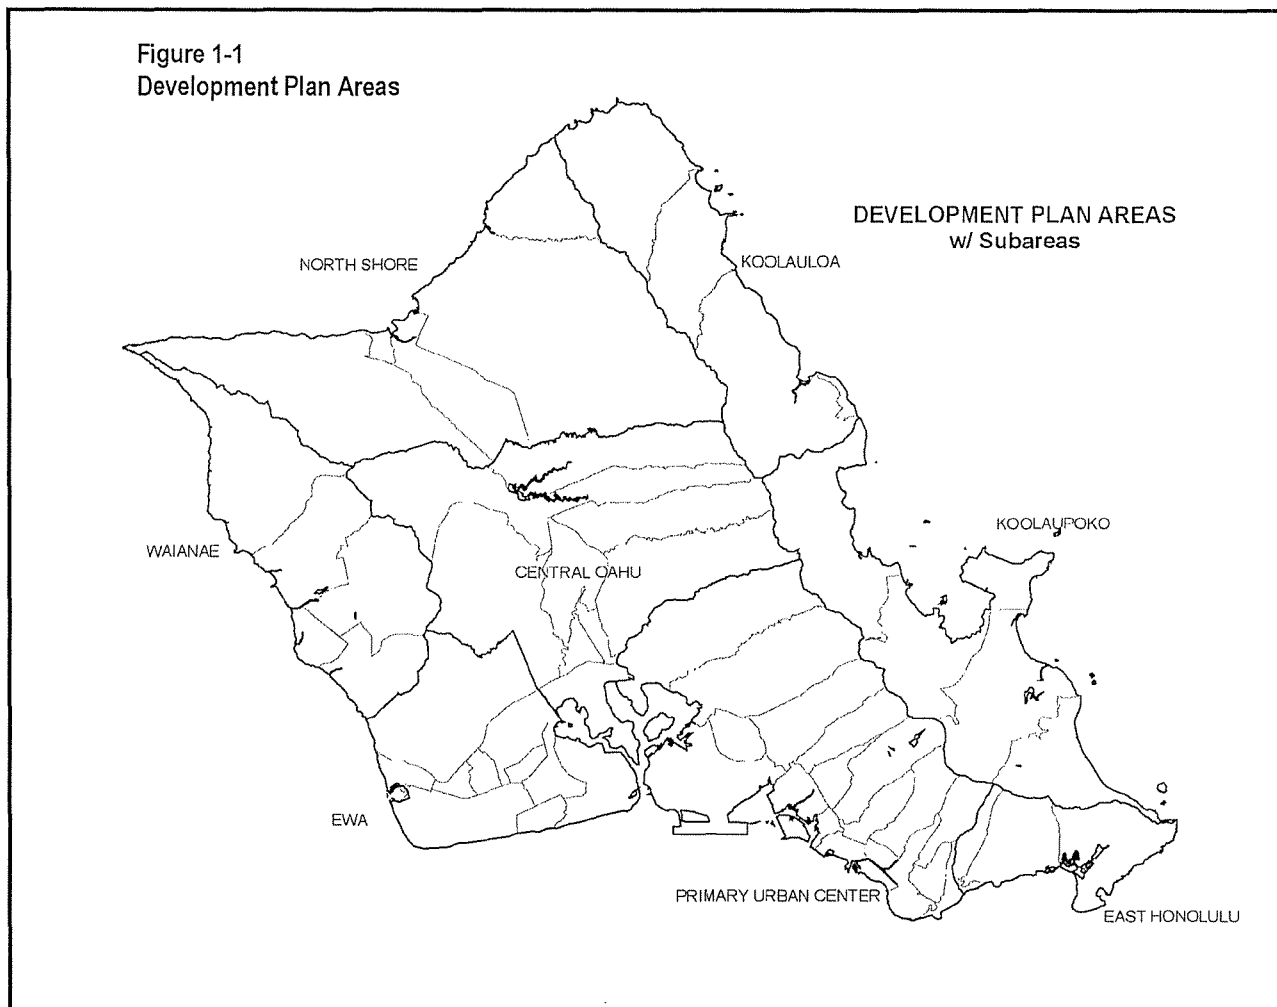 Figure 1-1
Development Plan Areas
DEVELOPMENT PLAN AREAS
w/ Subareas
NORTH SHORE
KOOLAULOA
KOOLAUPOKO
WAIANAE
CENTRAL OAHU
EWA
PRIMARY URBAN CENTER
EAST HONOLULU